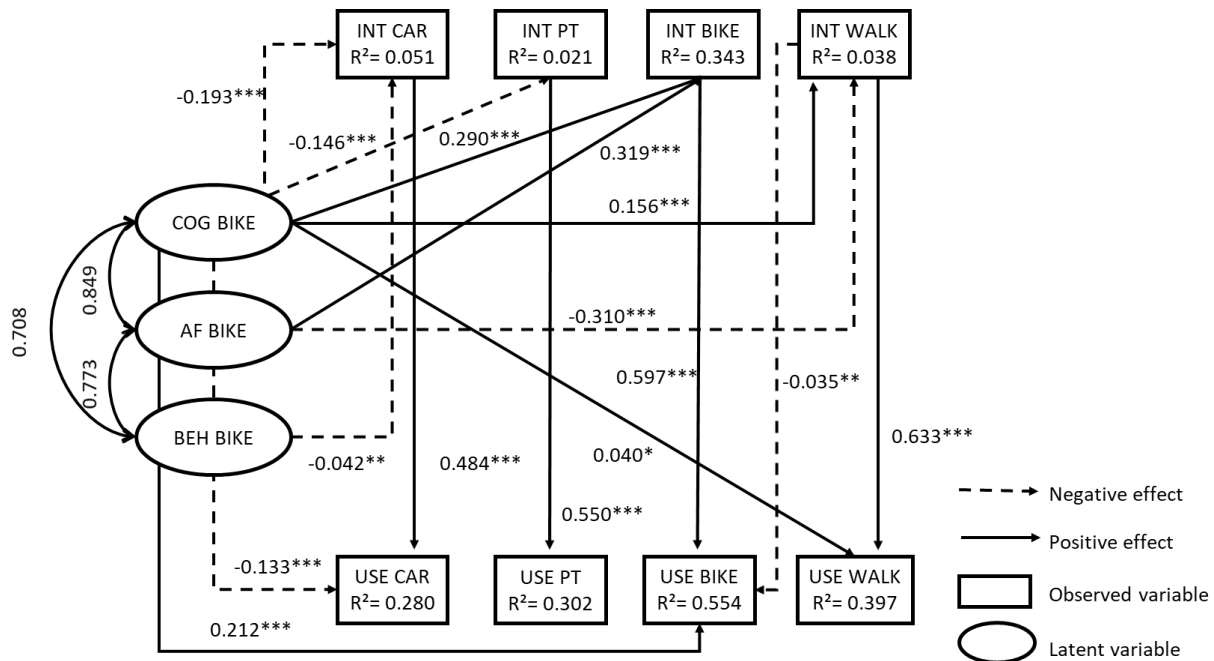 INT CAR
R²= 0.051
INT PT
R²= 0.021
INT BIKE
R²= 0.343
INT WALK
R²= 0.038
-0.193***
-0.146***
0.290***
0.319***
COG BIKE
0.156***
0.849
0.708
AF BIKE
-0.310***
0.773
0.597***
-0.035**
BEH BIKE
-0.042**
0.484***
0.040*
0.633***
0.550***
-0.133***
USE CAR
R²= 0.280
USE PT
R²= 0.302
USE BIKE
R²= 0.554
USE WALK
R²= 0.397
0.212***
Negative effect
Positive effect
Observed variable
Latent variable